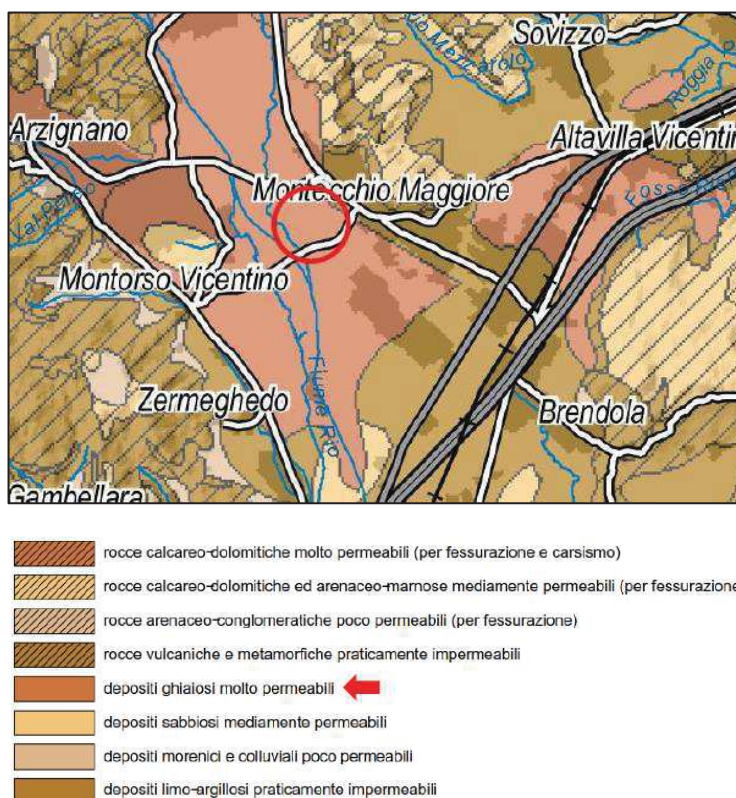 Sovizzo
Arzignano
Altavilla Vicentin
Montecchio Maggiore
Montorso Vicentino
Fiume
Rio
Zermeghedo
Brendola
Gambellara
rocce calcareo-dolomitiche molto permeabili (per fessurazione e carsismo)
rocce calcareo-dolomitiche ed arenaceo-marnose mediamente permeabili (per fessurazione
rocce arenaceo-conglomeratiche poco permeabili (per fessurazione)
rocce vulcaniche e metamorfiche praticamente impermeabili
depositi ghiaiosi molto permeabili
depositi sabbiosi mediamente permeabili
depositi morenici e colluviali poco permeabili
depositi limo-argillosi praticamente impermeabili